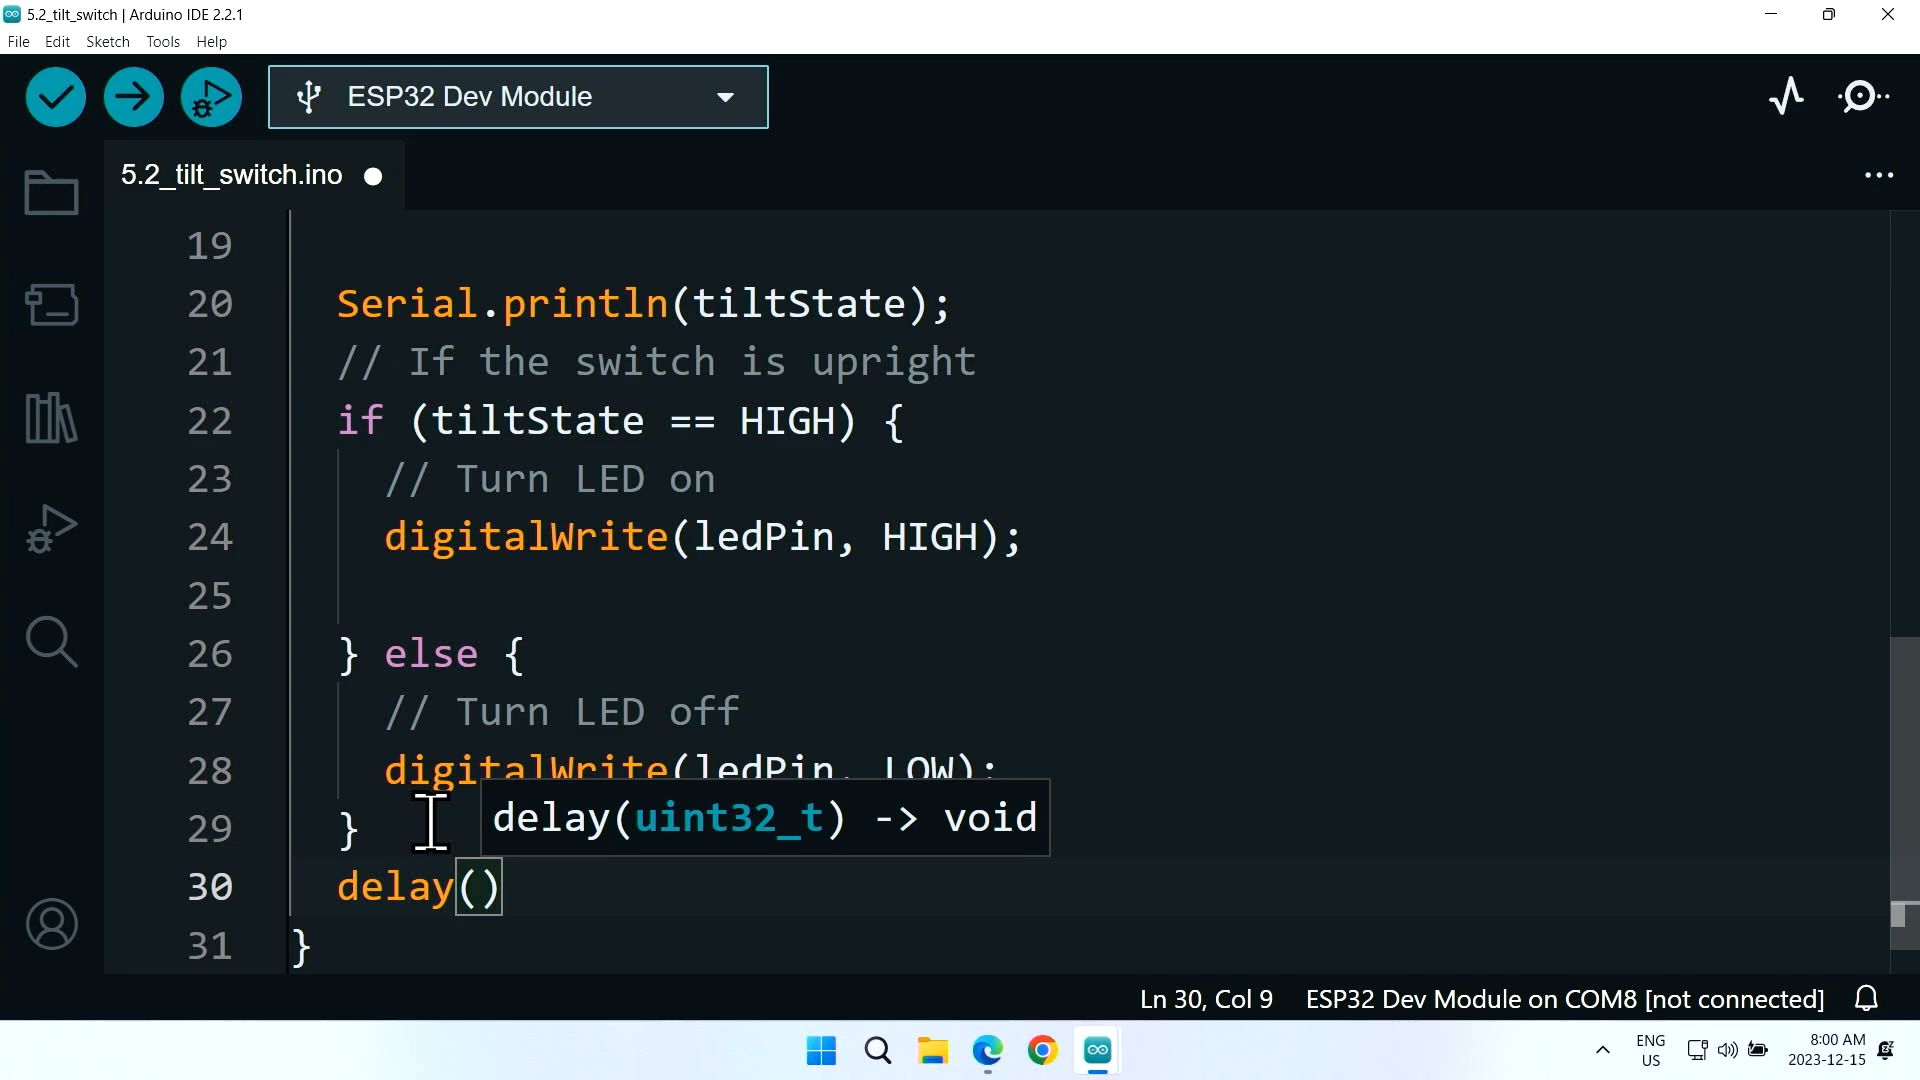 5.2_tilt_switch | Arduino IDE 2.2.1
File Edit Sketch Tools Help
ESP32 Dev Module
5.2_tilt_switch.ino
19
20 Serial.println(tiltState);
21 // If the switch is upright
22 if (tiltState == HIGH) {
23 // Turn LED on
24 digitalWrite(ledPin, HIGH);
25
26 } else {
27 // Turn LED off
28 digitalWrite(ledPin, LOW);
delay(uint32_t) -> void
29 }
30 delay()
31 }
Ln 30, Col 9 ESP32 Dev Module on COM8 [not connected]
ENG 8:00 AM
US 2023-12-15